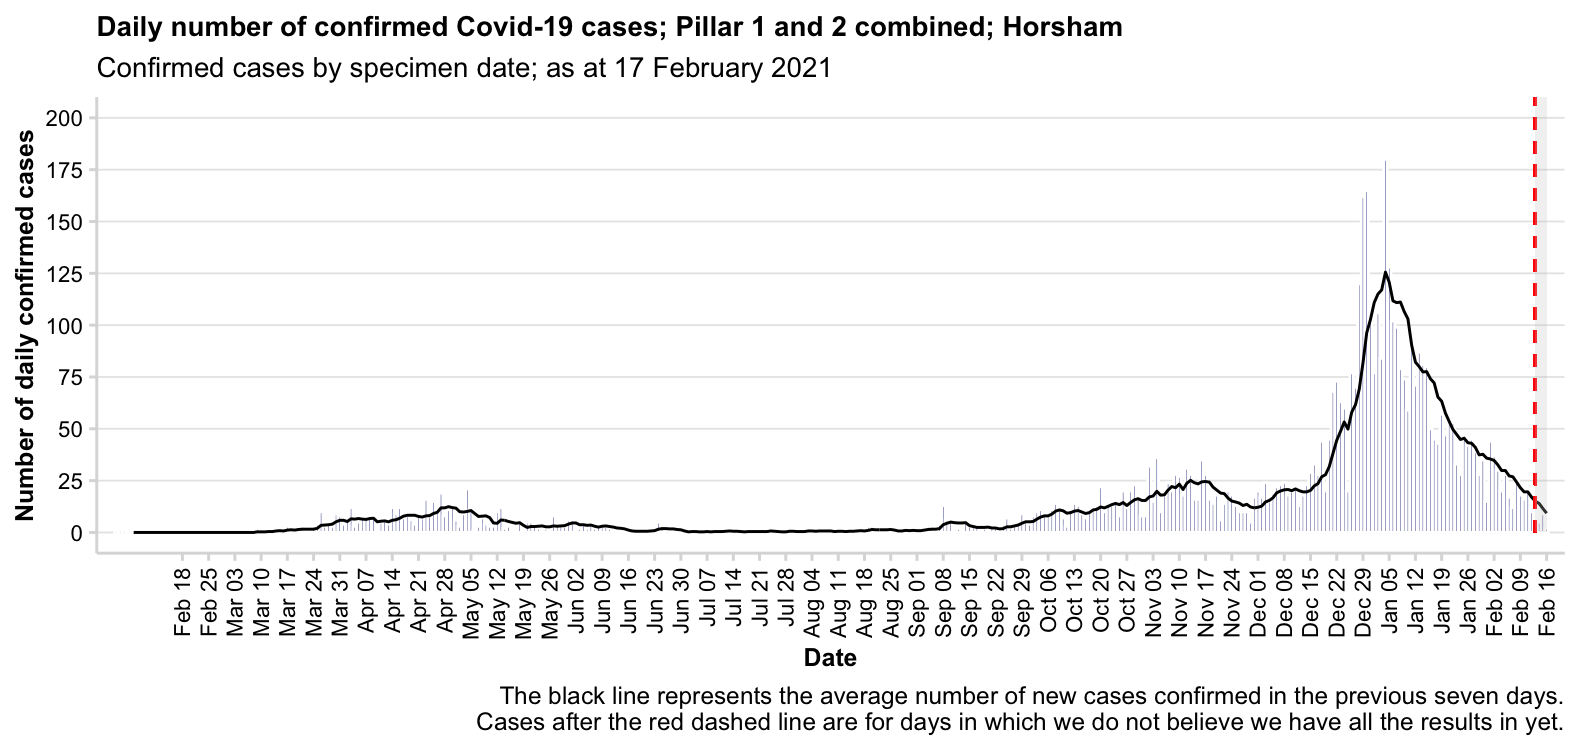 Daily number of confirmed Covid-19 cases; Pillar 1 and 2 combined; Horsham
Confirmed cases by specimen date; as at 17 February 2021
Number of daily confirmed cases
200
175
150
125
100
75
50
25
0
Feb 18
Feb 25
Mar 03
Mar 10
Mar 17
Mar 24
Mar 31
Apr 07
Apr 14
Apr 21
Apr 28
May 05
May 12
May 19
May 26
Jun 02
Jun 09
Jun 16
Jun 23
Jun 30
Jul 07
Jul 14
Jul 21
Jul 28
Aug 04
Aug 11
Aug 18
Aug 25
Sep 01
Sep 08
Sep 15
Sep 22
Sep 29
Oct 06
Oct 13
Oct 20
Oct 27
Nov 03
Nov 10
Nov 17
Nov 24
Dec 01
Dec 08
Dec 15
Dec 22
Dec 29
Jan 05
Jan 12
Jan 19
Jan 26
Feb 02
Feb 09
Feb 16
Date
The black line represents the average number of new cases confirmed in the previous seven days.
Cases after the red dashed line are for days in which we do not believe we have all the results in yet.